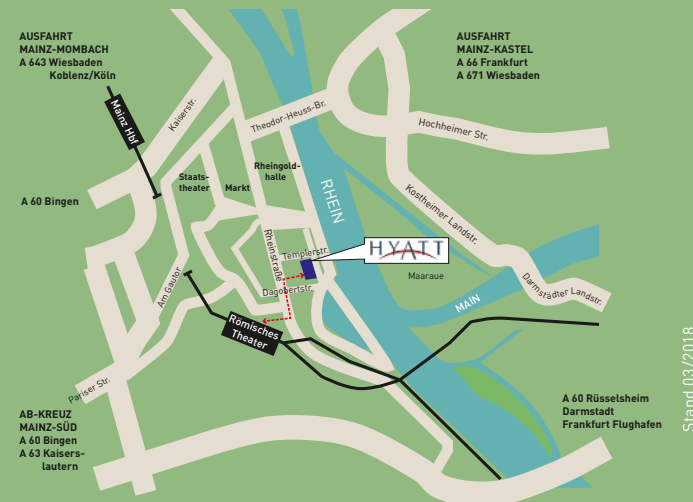 AUSFAHRT
MAINZ-MOMBACH
A 643 Wiesbaden
Koblenz/Köln
AUSFAHRT
MAINZ-KASTEL
A 66 Frankfurt
A 671 Wiesbaden
Mainz Hbf
Kaiserstr.
Theodor-Heuss-Br.
Hochheimer Str.
Staats-
theater
Markt
Rheingold-
halle
RHEIN
A 60 Bingen
Kostheimer Landstr.
Rheinstraße
Templerstr.
HYATT
Maaraue
Am Gautor
Dagobertstr.
MAIN
Darmstädter Landstr.
Römisches
Theater
Pariser Str.
AB-KREUZ
MAINZ-SÜD
A 60 Bingen
A 63 Kaisers-
lautern
A 60 Rüsselsheim
Darmstadt
Frankfurt Flughafen
Stand 03/2018